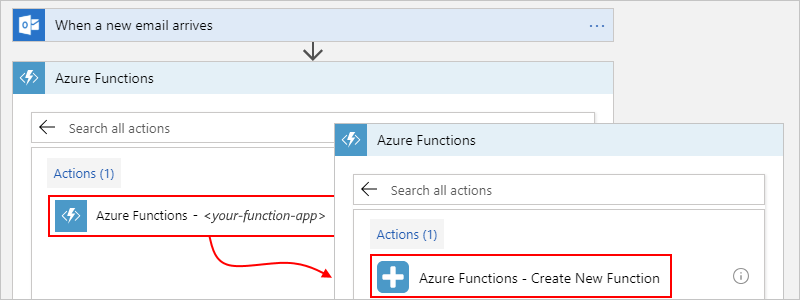 When a new email arrives
Azure Functions
Search all actions
Actions (1)
Azure Functions - <your-function-app>
Azure Functions
Search all actions
Actions (1)
Azure Functions - Create New Function